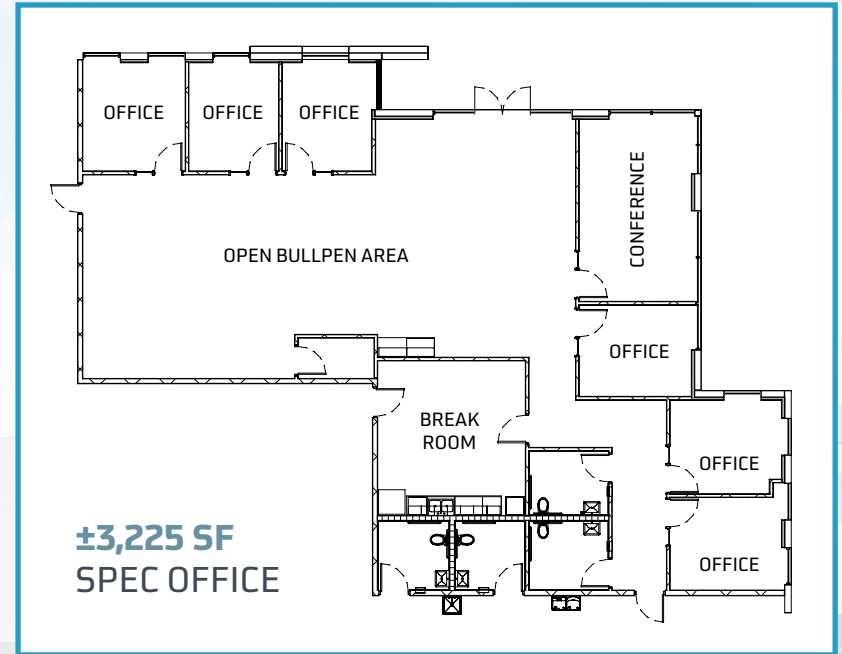 OFFICE
OFFICE
OFFICE
CONFERENCE
OPEN BULLPEN AREA
OFFICE
BREAK
ROOM
OFFICE
OFFICE
±3,225 SF
SPEC OFFICE